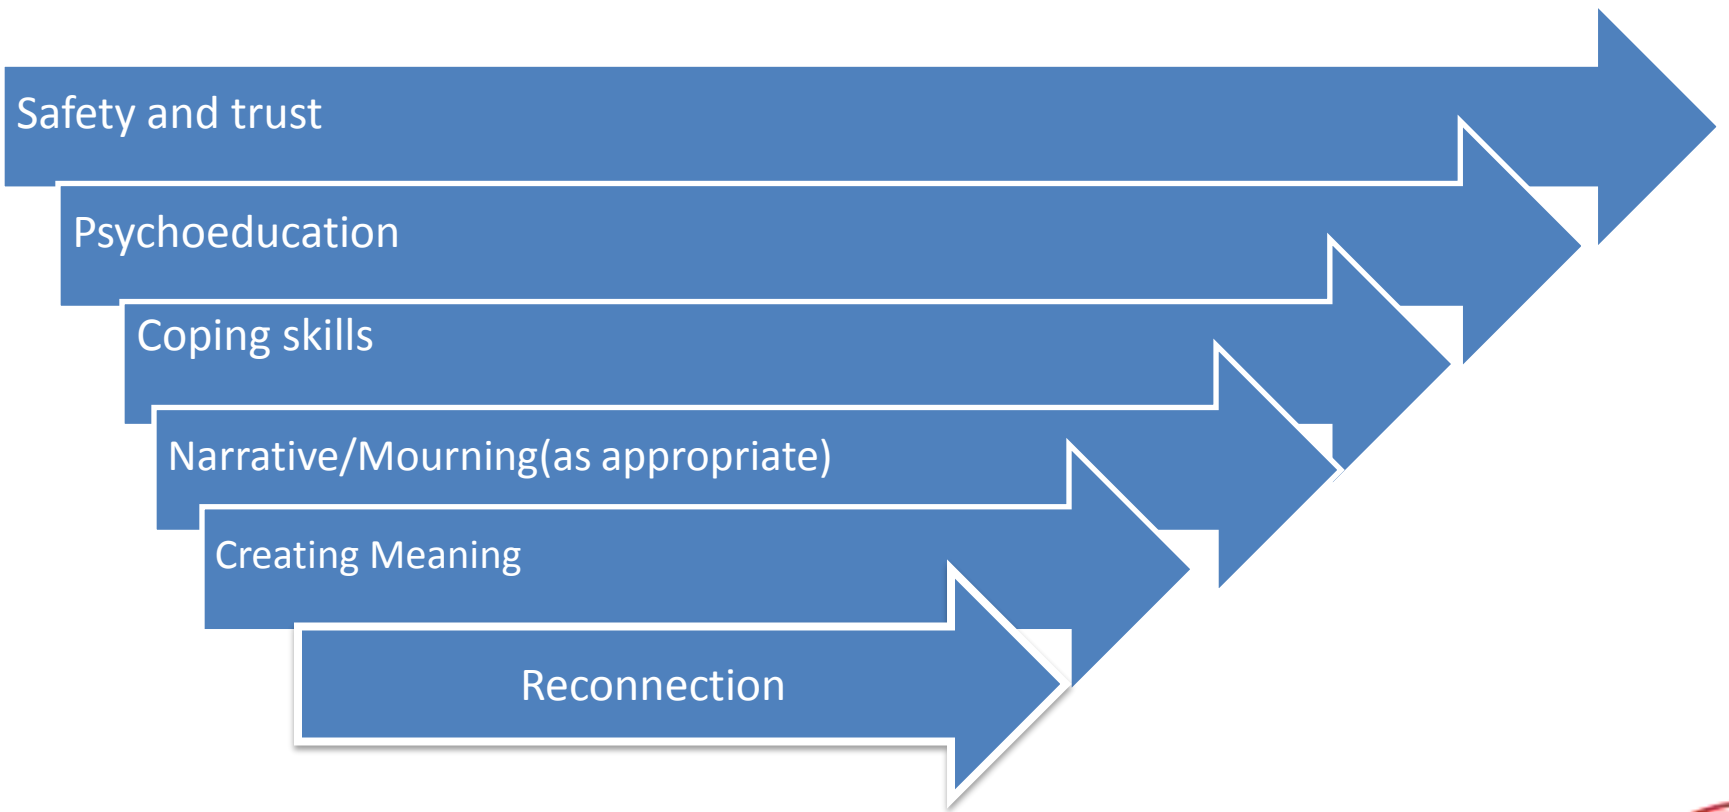 Safety and trust
Psychoeducation
Coping skills
Narrative/Mourning(as appropriate)
Creating Meaning
Reconnection